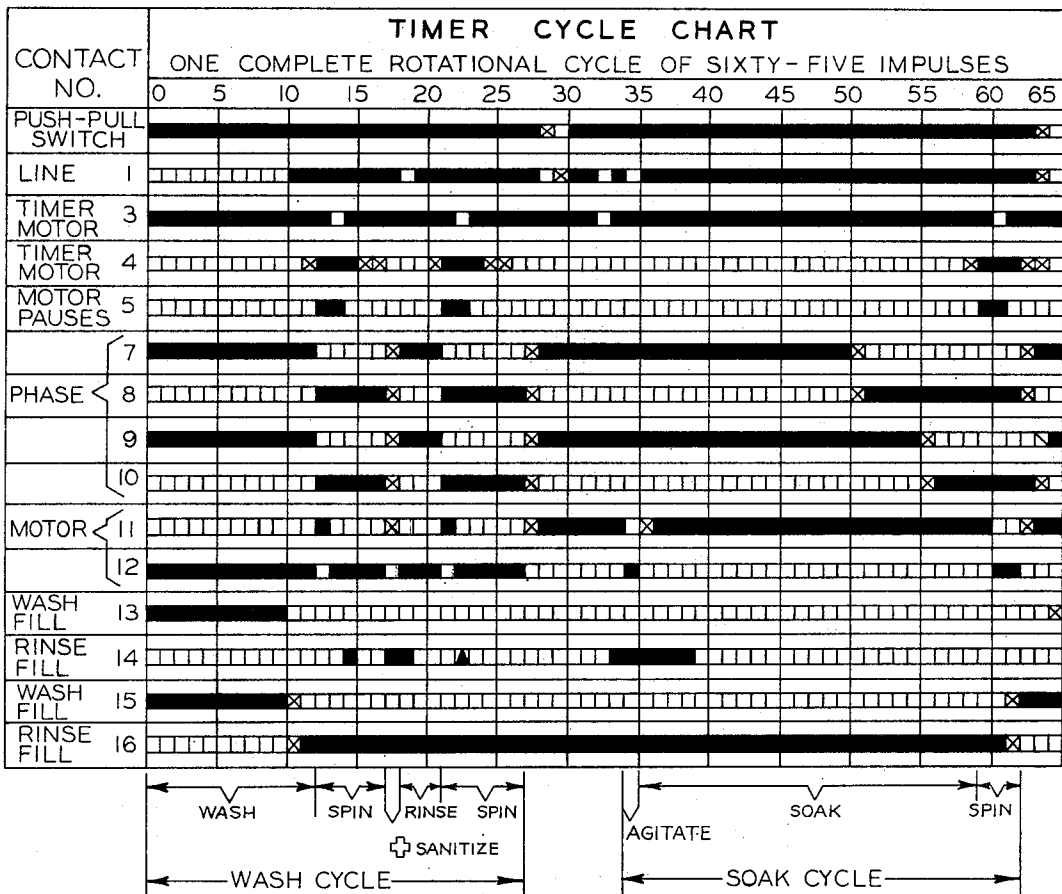 TIMER CYCLE CHART
CONTACT NO.
ONE COMPLETE ROTATIONAL CYCLE OF SIXTY-FIVE IMPULSES
0 5 10 15 20 25 30 35 40 45 50 55 60 65
PUSH-PULL
SWITCH
LINE 1
TIMER
MOTOR 3
TIMER
MOTOR 4
MOTOR
PAUSES 5
7
PHASE 8
9
10
MOTOR 11
12
WASH
FILL 13
RINSE
FILL 14
WASH
FILL 15
RINSE
FILL 16
WASH SPIN RINSE SPIN SOAK SPIN
AGITATE
SANITIZE
WASH CYCLE SOAK CYCLE